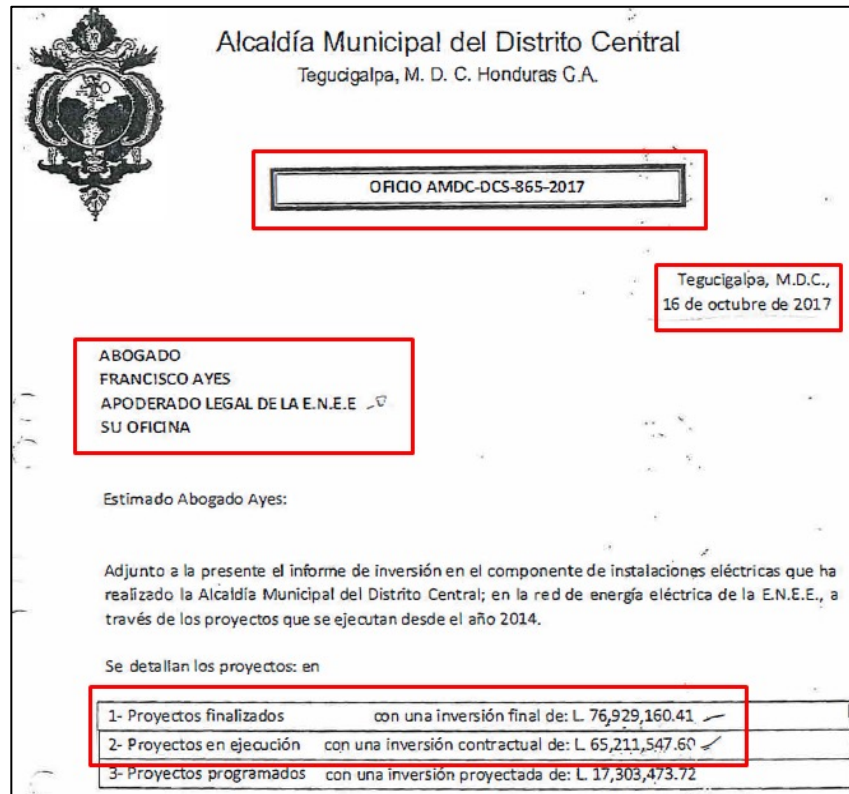 Alcaldía Municipal del Distrito Central
Tegucigalpa, M. D. C. Honduras C.A.
OFICIO AMDC-DCS-865-2017
Tegucigalpa, M.D.C.,
16 de octubre de 2017
ABOGADO
FRANCISCO AYES
APODERADO LEGAL DE LA E.N.E.E
SU OFICINA
Estimado Abogado Ayes:
Adjunto a la presente el informe de inversión en el componente de instalaciones eléctricas que ha
realizado la Alcaldía Municipal del Distrito Central; en la red de energía eléctrica de la E.N.E.E., a
través de los proyectos que se ejecutan desde el año 2014.
Se detallan los proyectos: en
1- Proyectos finalizados con una inversión final de: L. 76,929,160.41
2- Proyectos en ejecución con una inversión contractual de: L. 65,211,547.60
3- Proyectos programados con una inversión proyectada de: L. 17,303,473.72